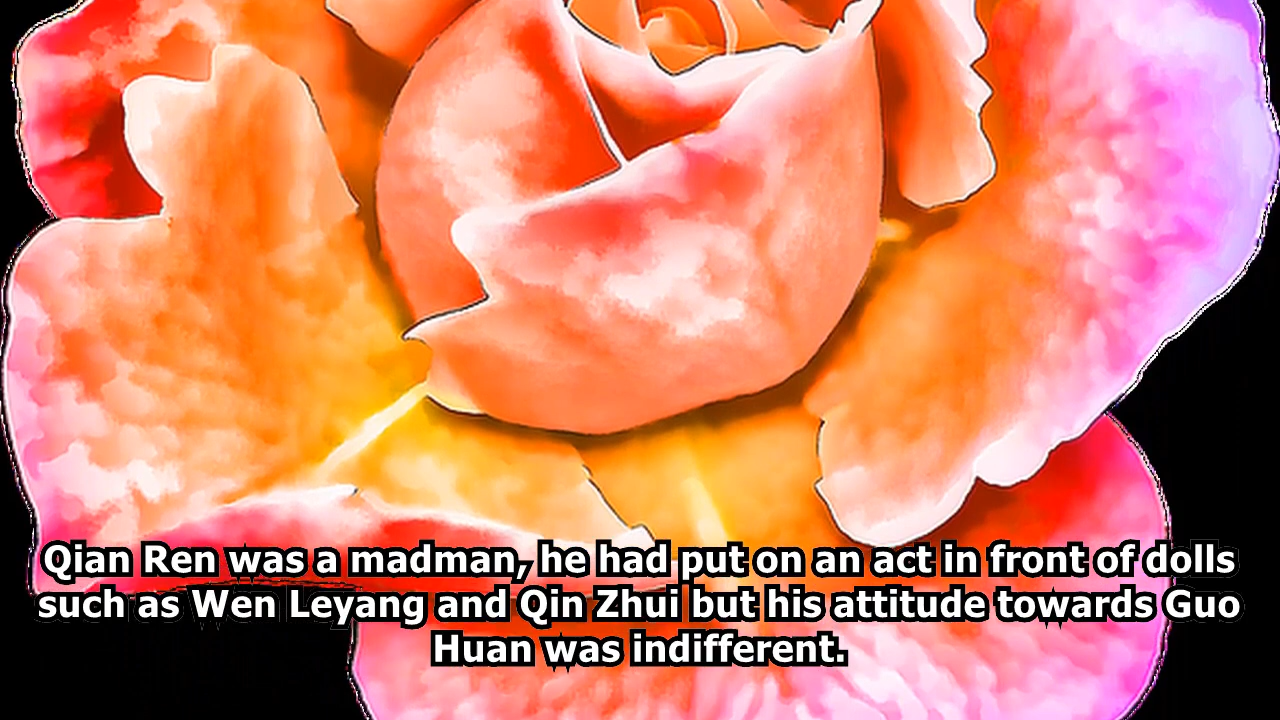 Qian Ren was a madman, he had put on an act in front of dolls
such as Wen Leyang and Qin Zhui but his attitude towards Guo
Huan was indifferent.